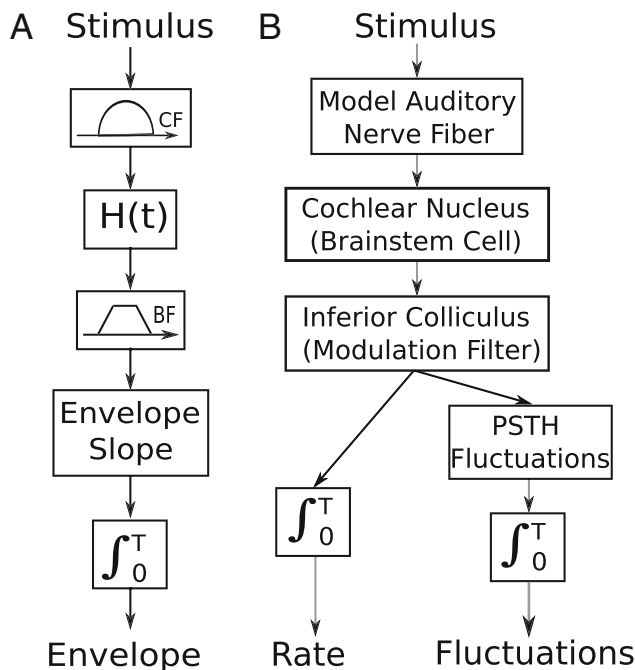 A
Stimulus
CF
H(t)
BF
Envelope
Slope
∫ T 0
Envelope
B
Stimulus
Model Auditory
Nerve Fiber
Cochlear Nucleus
(Brainstem Cell)
Inferior Colliculus
(Modulation Filter)
PSTH
Fluctuations
∫ T 0
∫ T 0
Rate
Fluctuations